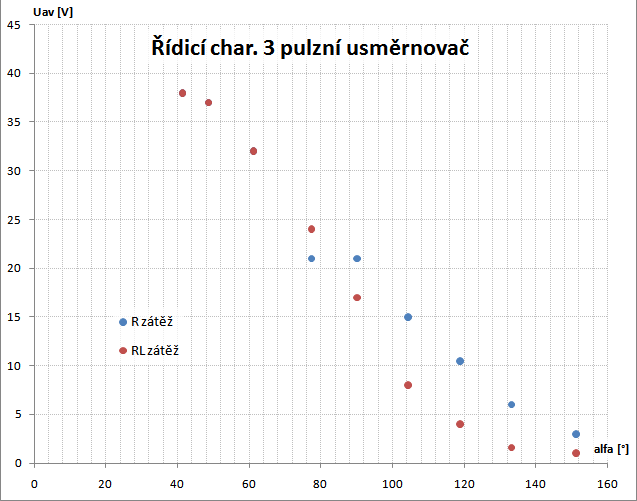 Uav [V]
Řídicí char. 3 pulzní usměrnovač
45
40
35
30
25
20
15
10
5
0
R zátěž
RL zátěž
alfa [°]
0 20 40 60 80 100 120 140 160